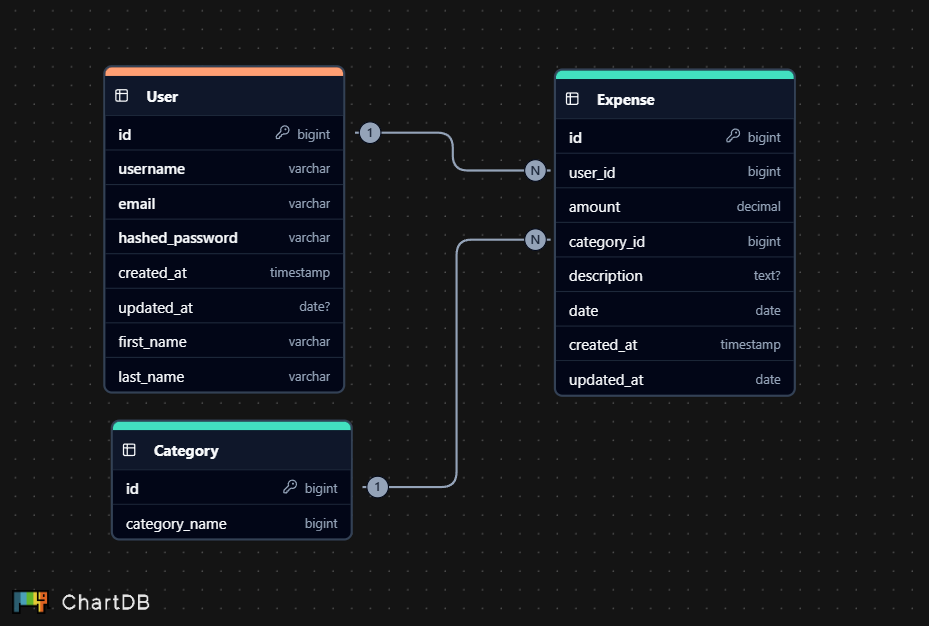 User
id bigint
username varchar
email varchar
hashed_password varchar
created_at timestamp
updated_at date?
first_name varchar
last_name varchar
Expense
id bigint
user_id bigint
amount decimal
category_id bigint
description text?
date date
created_at timestamp
updated_at date
Category
id bigint
category_name bigint
1
N
N
1
ChartDB